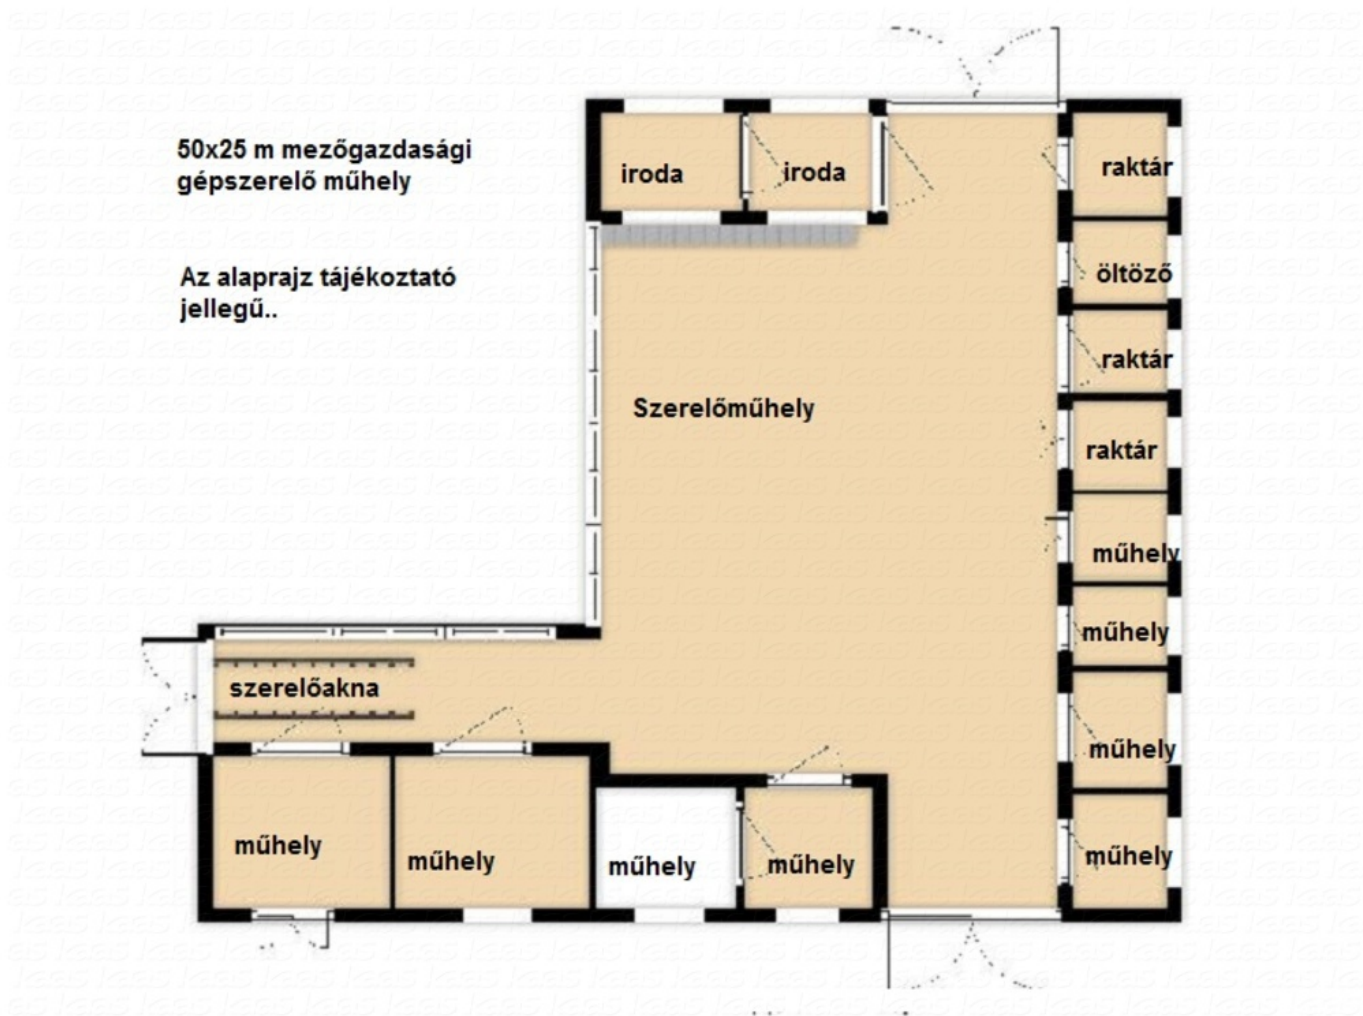 50x25 m mezőgazdasági
gépszerelő műhely
Az alaprajz tájékoztató
jellegű..
iroda
iroda
raktár
öltöző
raktár
Szerelőműhely
raktár
műhely
műhely
szerelőakna
műhely
műhely
műhely
műhely
műhely
műhely